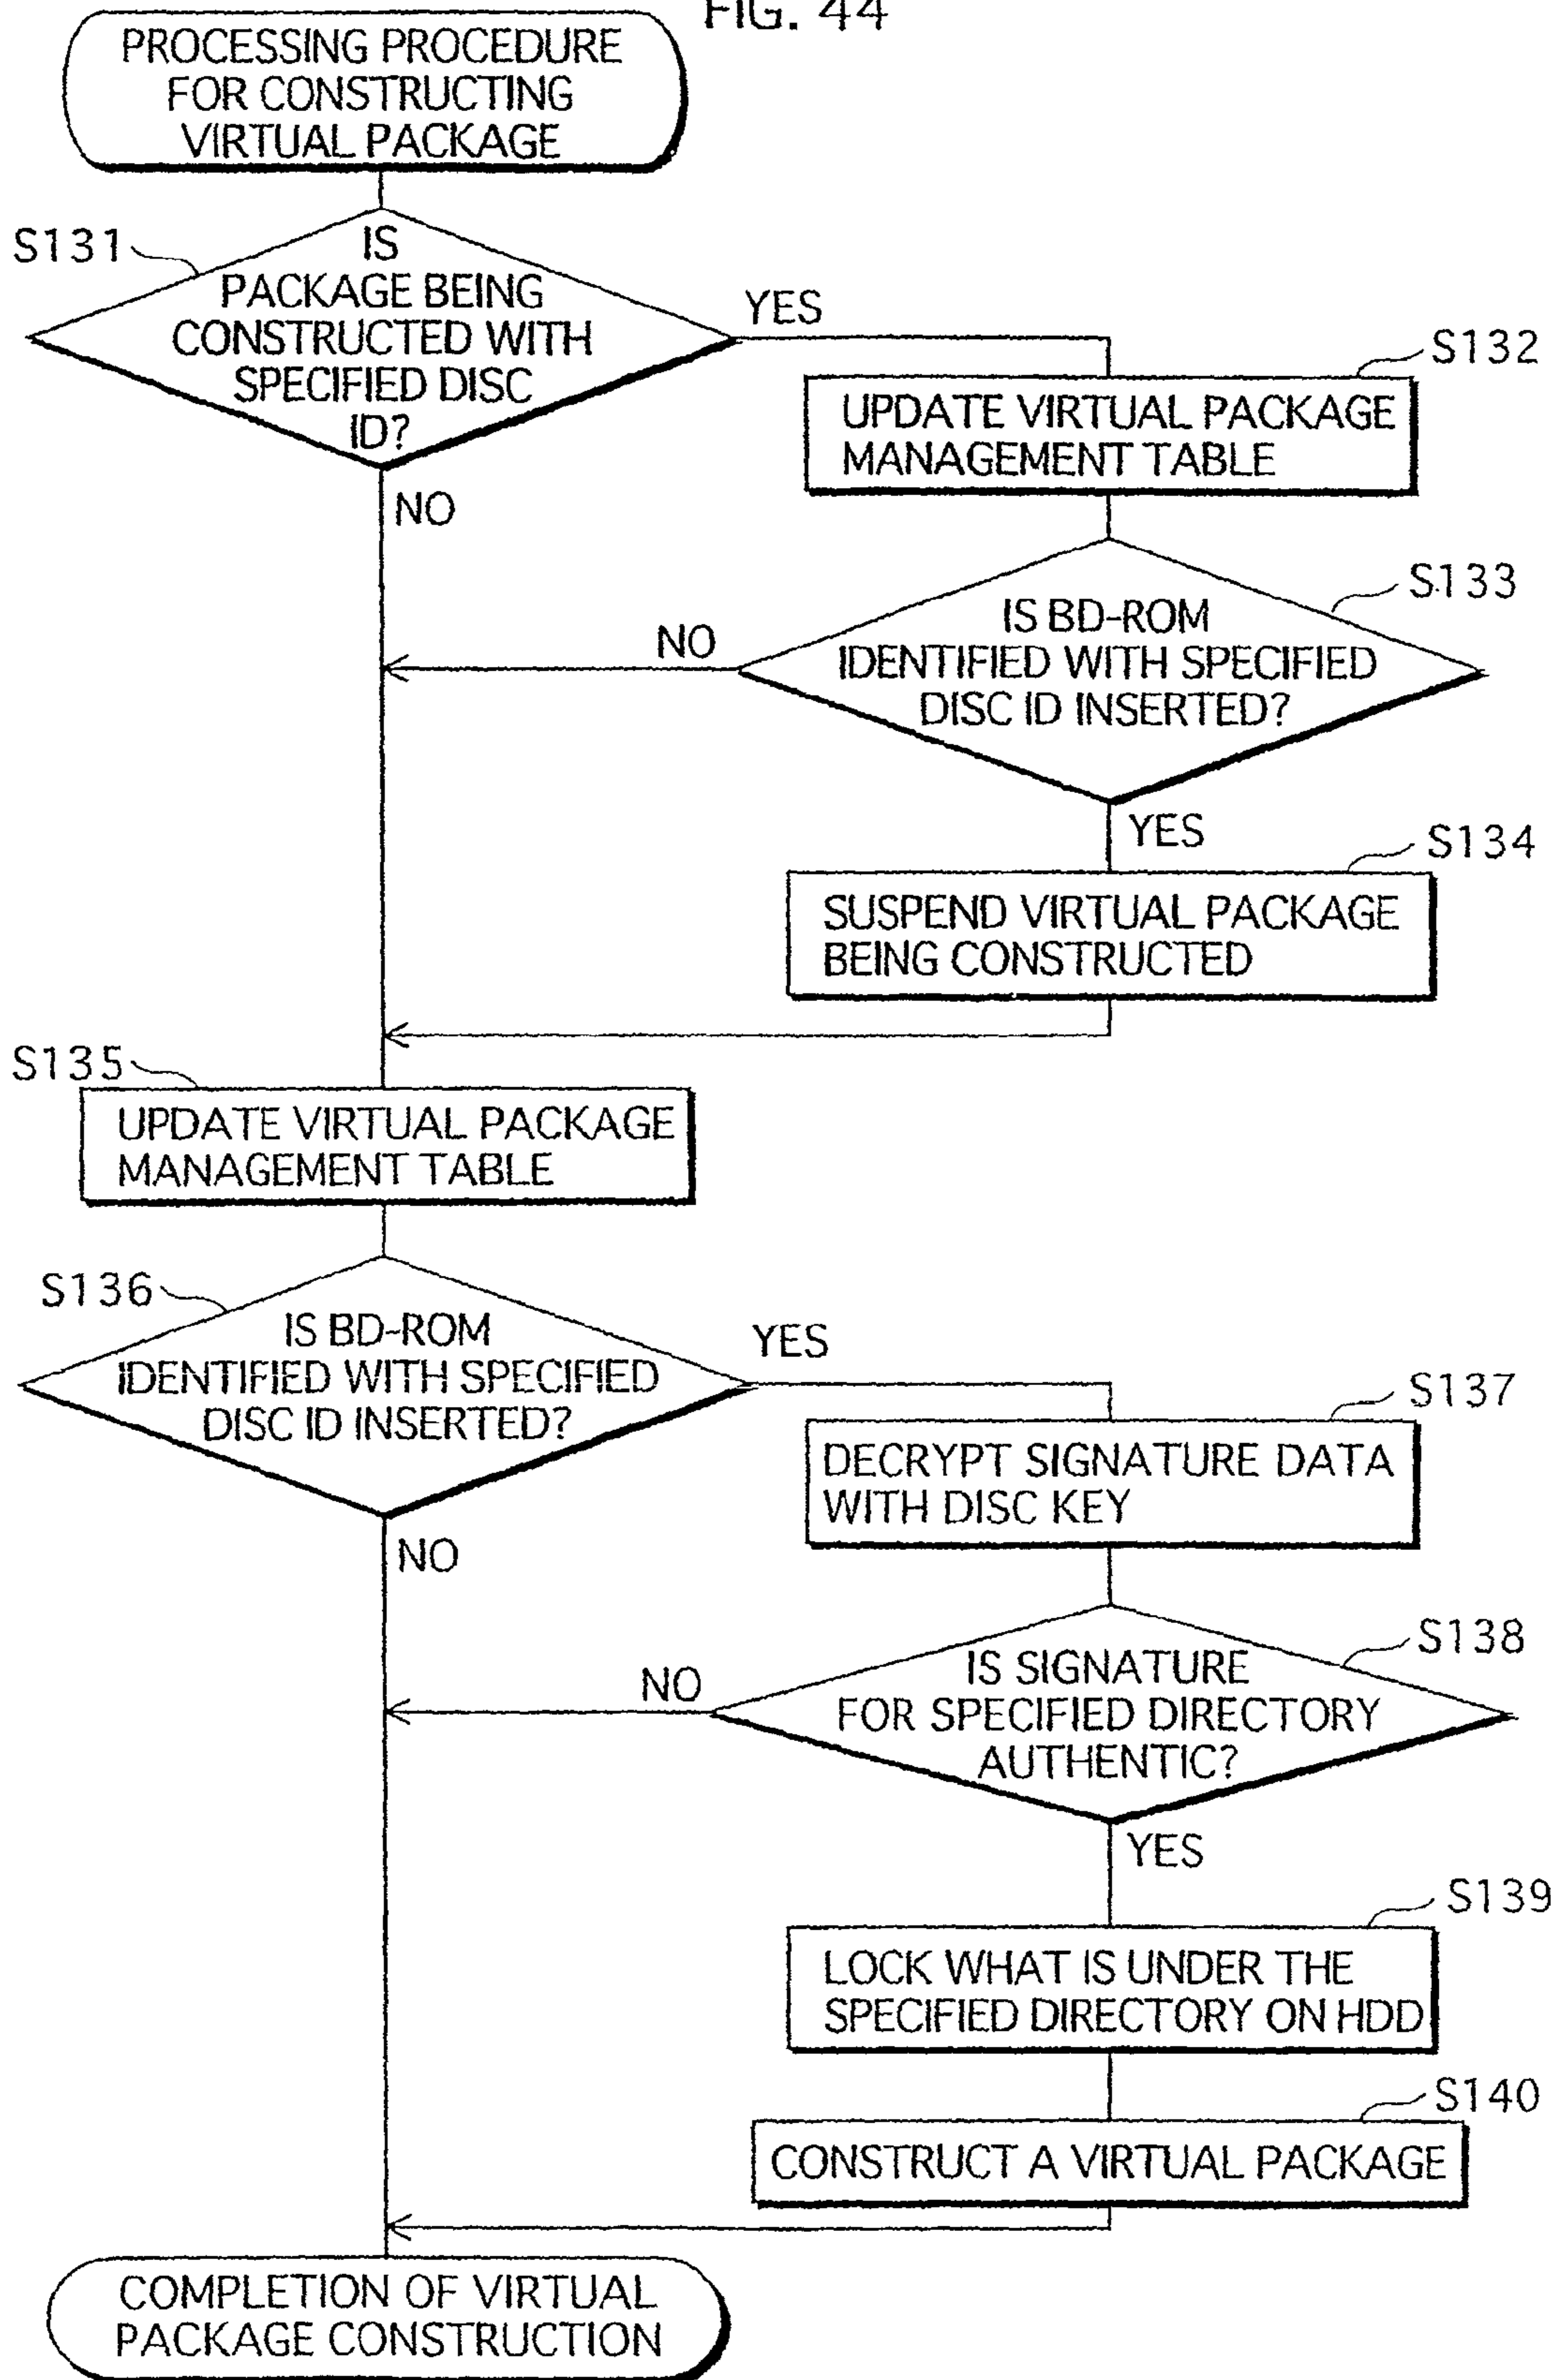 FIG. 44
PROCESSING PROCEDURE
FOR CONSTRUCTING
VIRTUAL PACKAGE
S131
IS
PACKAGE BEING
CONSTRUCTED WITH
SPECIFIED DISC
ID?
YES
NO
S132
UPDATE VIRTUAL PACKAGE
MANAGEMENT TABLE
S133
IS BD-ROM
IDENTIFIED WITH SPECIFIED
DISC ID INSERTED?
NO
YES
S134
SUSPEND VIRTUAL PACKAGE
BEING CONSTRUCTED
S135
UPDATE VIRTUAL PACKAGE
MANAGEMENT TABLE
S136
IS BD-ROM
IDENTIFIED WITH SPECIFIED
DISC ID INSERTED?
YES
NO
S137
DECRYPT SIGNATURE DATA
WITH DISC KEY
S138
IS SIGNATURE
FOR SPECIFIED DIRECTORY
AUTHENTIC?
NO
YES
S139
LOCK WHAT IS UNDER THE
SPECIFIED DIRECTORY ON HDD
S140
CONSTRUCT A VIRTUAL PACKAGE
COMPLETION OF VIRTUAL
PACKAGE CONSTRUCTION